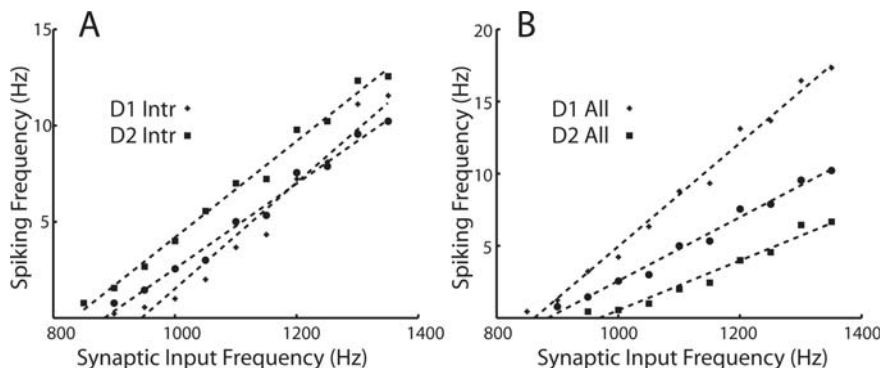 A
15
10
5
Spiking Frequency (Hz)
D1 Intr
D2 Intr
800 1000 1200 1400
Synaptic Input Frequency (Hz)
B
20
15
10
5
Spiking Frequency (Hz)
D1 All
D2 All
800 1000 1200 1400
Synaptic Input Frequency (Hz)